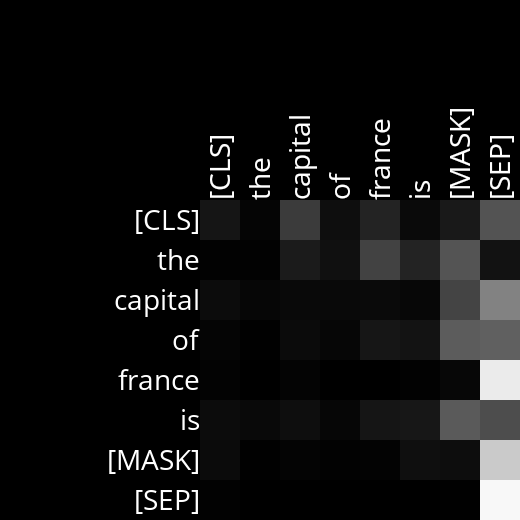 [CLS] the capital of france is [MASK] [SEP]
[CLS]
the
capital
of
france
is
[MASK]
[SEP]